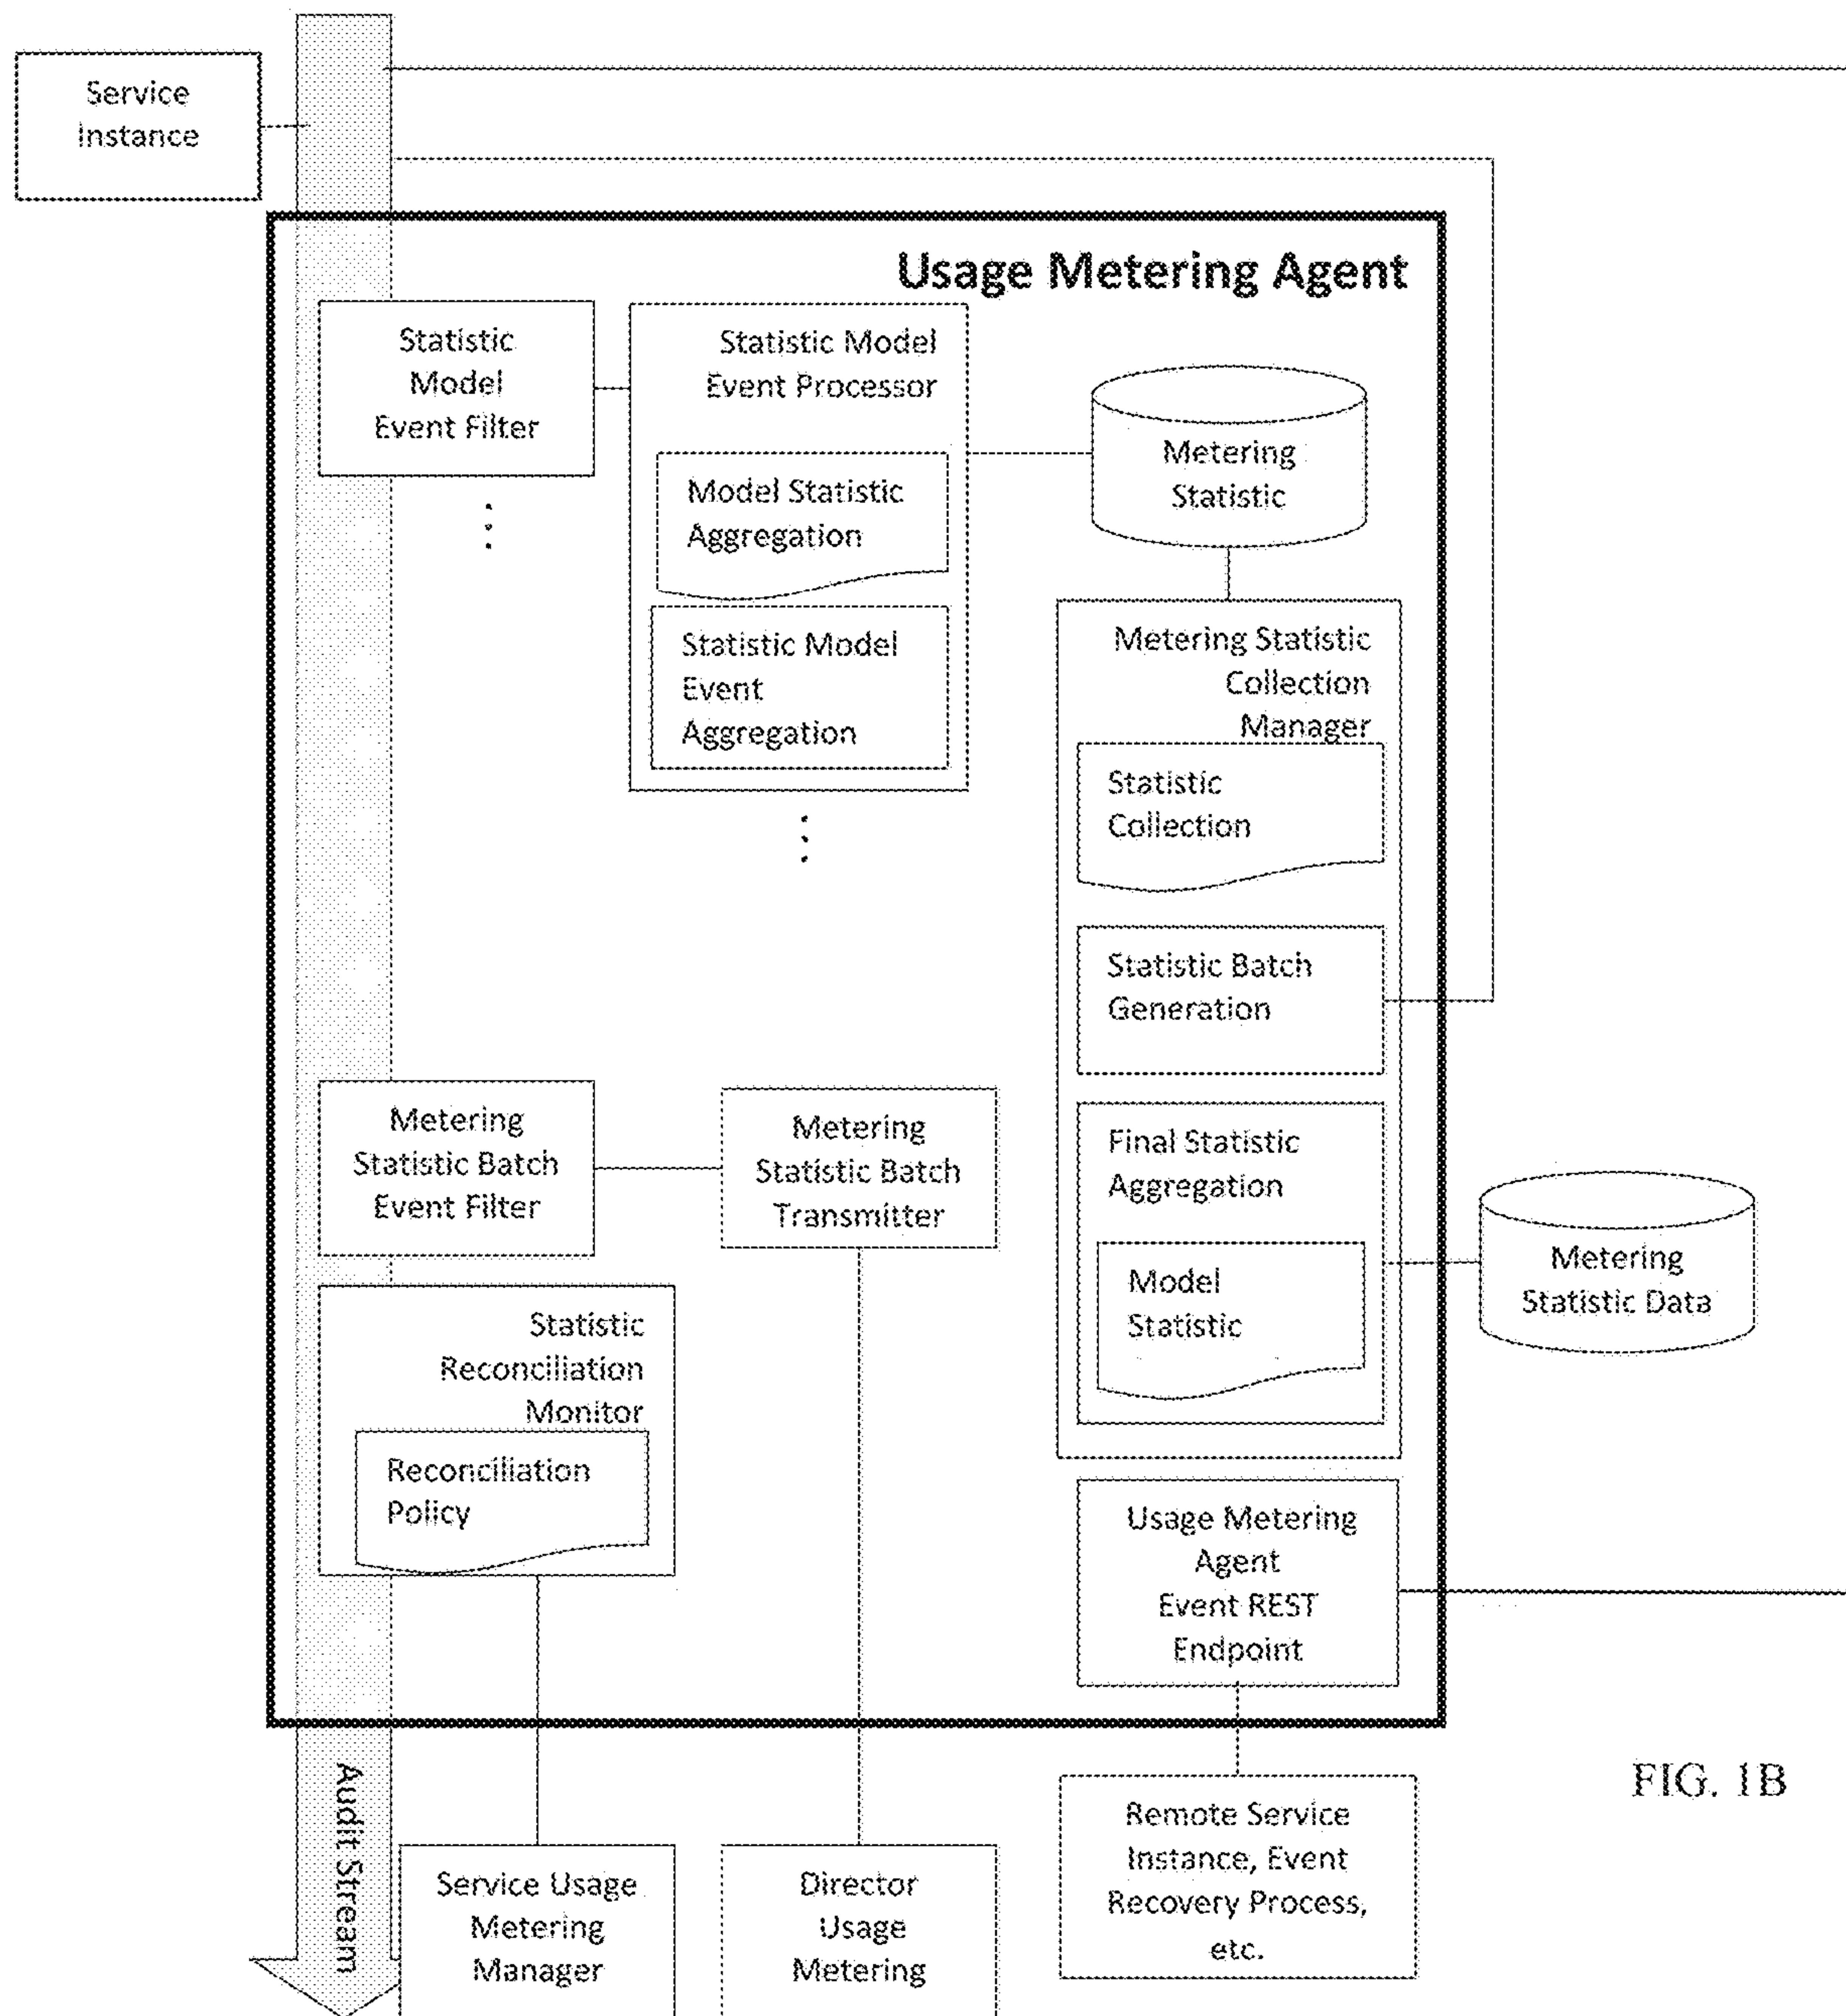 Service
Instance
Usage Metering Agent
Statistic
Model
Event Filter
Statistic Model
Event Processor
Model Statistic
Aggregation
Statistic Model
Event
Aggregation
Metering
Statistic
Metering Statistic
Collection
Manager
Statistic
Collection
Statistic Batch
Generation
Final Statistic
Aggregation
Model
Statistic
Metering
Statistic Data
Metering
Statistic Batch
Event Filter
Metering
Statistic Batch
Transmitter
Statistic
Reconciliation
Monitor
Reconciliation
Policy
Usage Metering
Agent
Event REST
Endpoint
Audit Stream
Service Usage
Metering
Manager
Director
Usage
Metering
Remote Service
Instance, Event
Recovery Process,
etc.
FIG. 1B